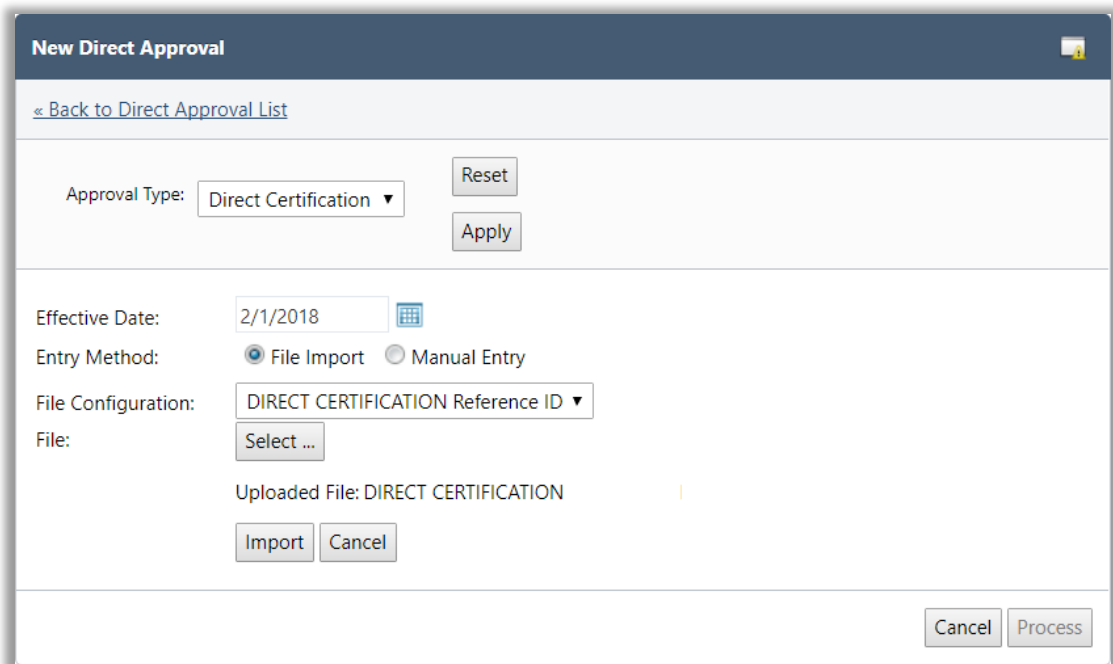 New Direct Approval
« Back to Direct Approval List
Approval Type: Direct Certification
Reset
Apply
Effective Date: 2/1/2018
Entry Method: File Import Manual Entry
File Configuration: DIRECT CERTIFICATION Reference ID
File: Select ...
Uploaded File: DIRECT CERTIFICATION
Import Cancel
Cancel Process